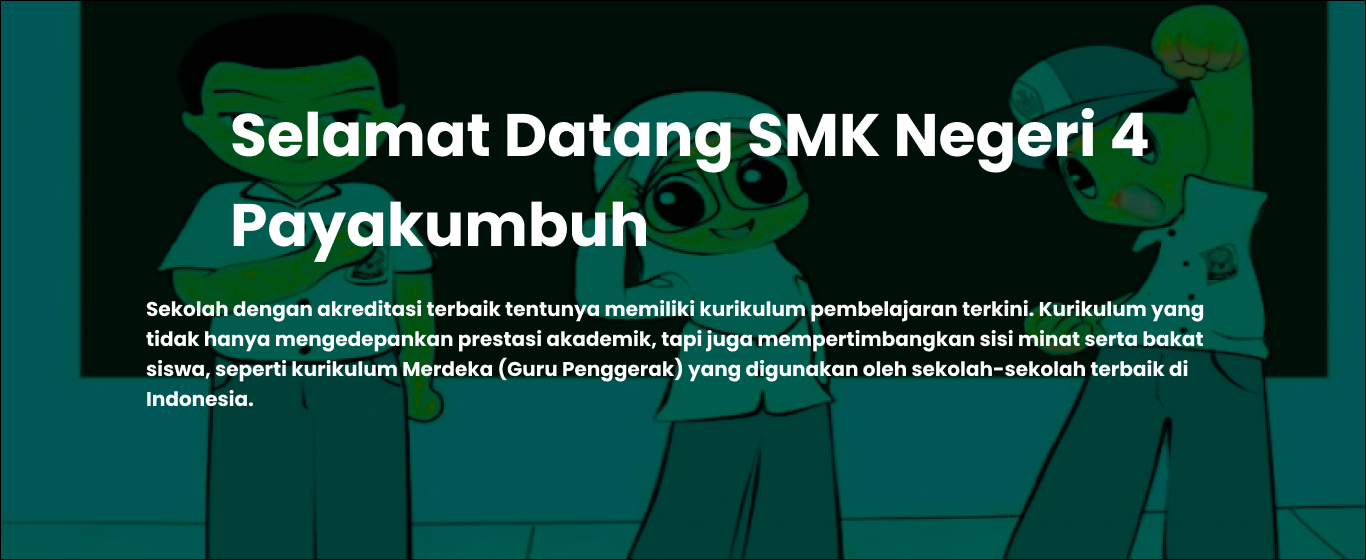 Selamat Datang SMK Negeri 4
Payakumbuh
Sekolah dengan akreditasi terbaik tentunya memiliki kurikulum pembelajaran terkini. Kurikulum yang
tidak hanya mengedepankan prestasi akademik, tapi juga mempertimbangkan sisi minat serta bakat
siswa, seperti kurikulum Merdeka (Guru Penggerak) yang digunakan oleh sekolah-sekolah terbaik di
Indonesia.